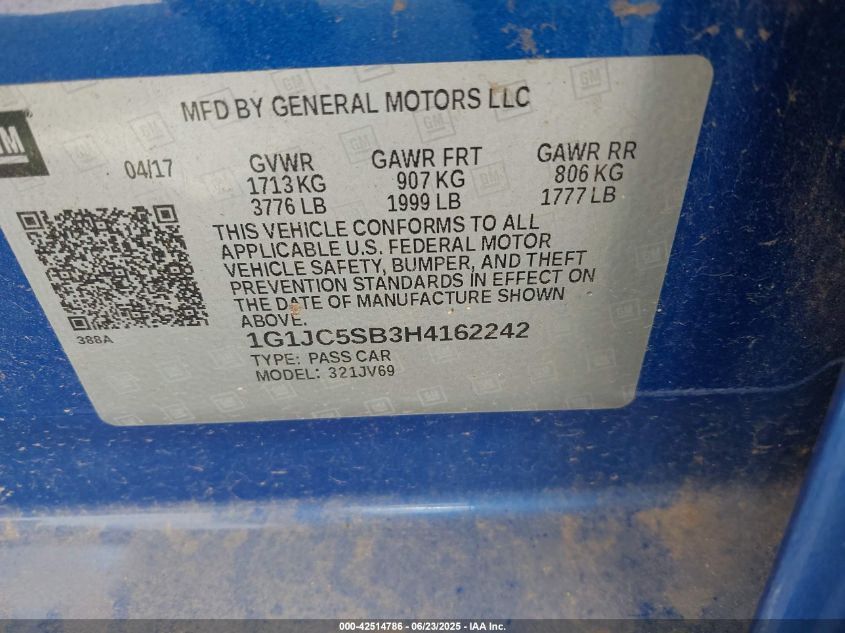 MFD BY GENERAL MOTORS LLC
GM
04/17
GVWR
1713 KG
3776 LB
GAWR FRT
907 KG
1999 LB
GAWR RR
806 KG
1777 LB
THIS VEHICLE CONFORMS TO ALL
APPLICABLE U.S. FEDERAL MOTOR
VEHICLE SAFETY, BUMPER, AND THEFT
PREVENTION STANDARDS IN EFFECT ON
THE DATE OF MANUFACTURE SHOWN
ABOVE.
388A
1G1JC5SB3H4162242
TYPE: PASS CAR
MODEL: 321JV69
000-42514786 - 06/23/2025 - IAA Inc.